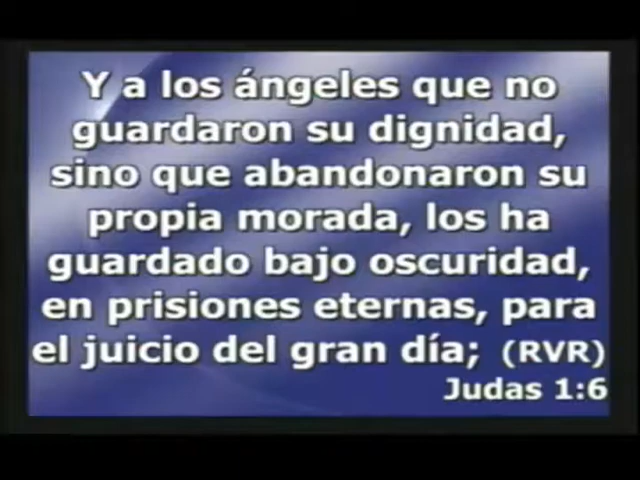 Y a los ángeles que no
guardaron su dignidad,
sino que abandonaron su
propia morada, los ha
guardado bajo oscuridad,
en prisiones eternas, para
el juicio del gran día; (RVR)
Judas 1:6